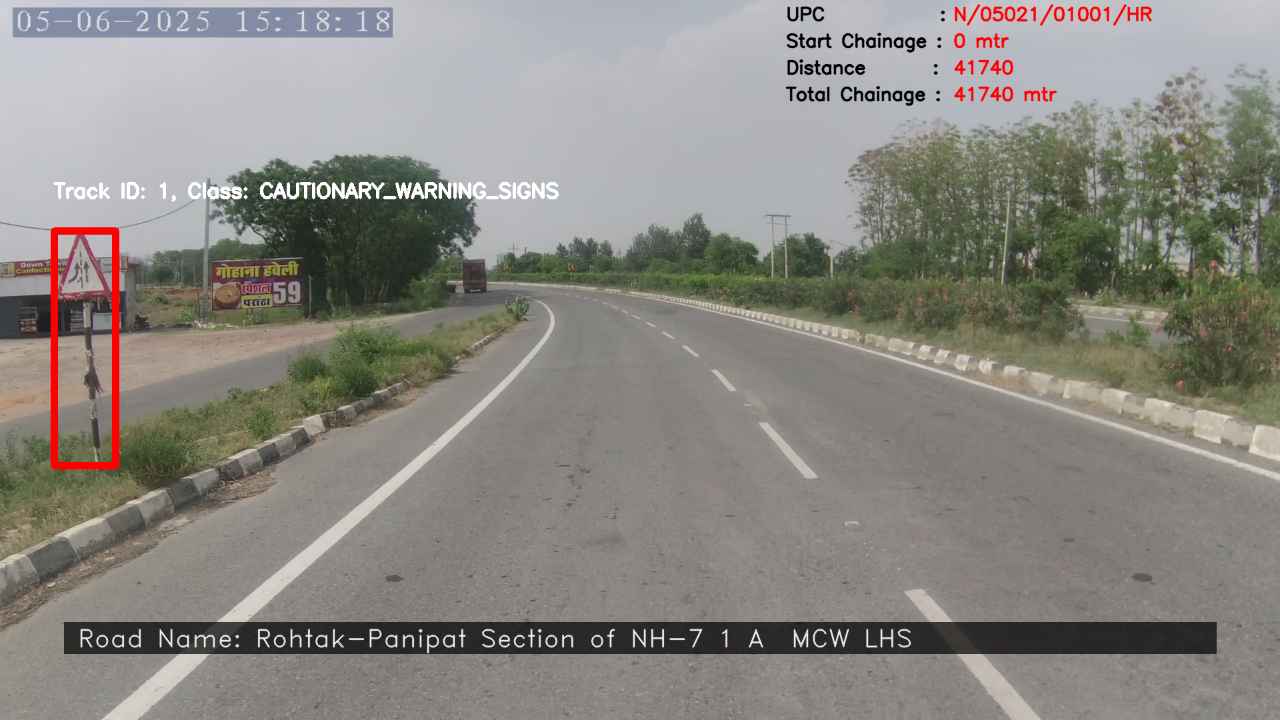 05-06-2025 15:18:18
UPC : N/05021/01001/HR
Start Chainage : 0 mtr
Distance : 41740
Total Chainage : 41740 mtr
Track ID: 1, Class: CAUTIONARY_WARNING_SIGNS
गोहाना हवेली
स्पेशल
पराठा 59
Road Name: Rohtak-Panipat Section of NH-7 1 A MCW LHS